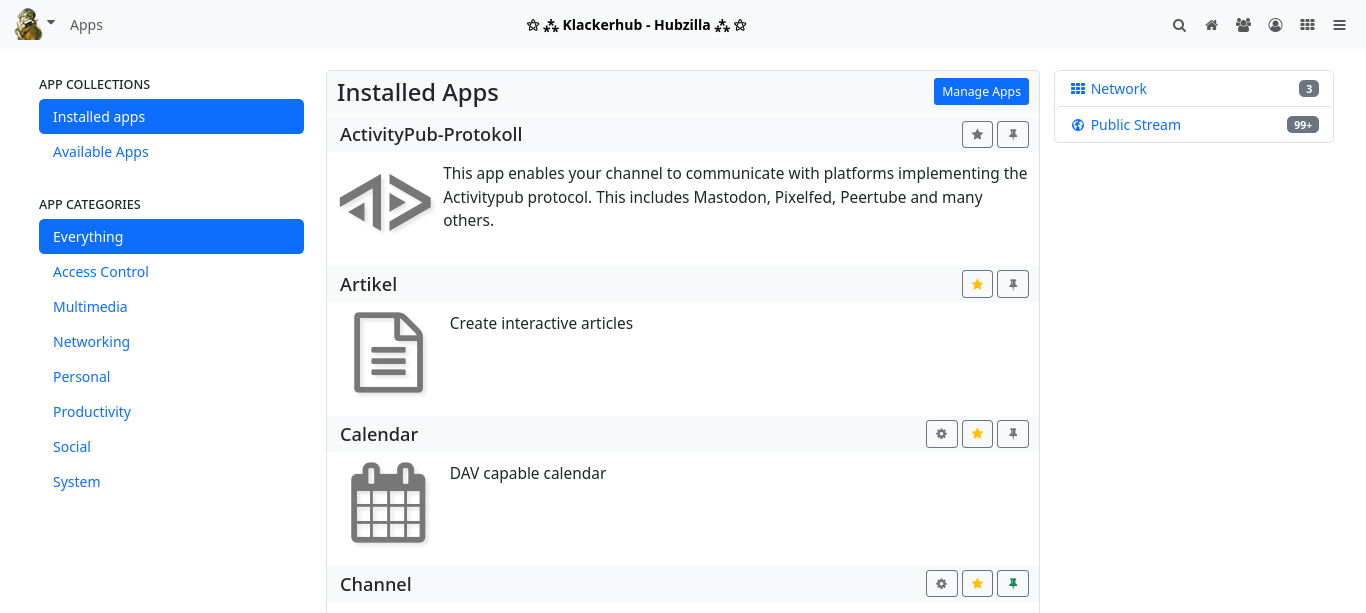 Apps
✩ ⁂ Klackerhub - Hubzilla ⁂ ✩
APP COLLECTIONS
Installed apps
Available Apps
APP CATEGORIES
Everything
Access Control
Multimedia
Networking
Personal
Productivity
Social
System
Installed Apps
Manage Apps
ActivityPub-Protokoll
This app enables your channel to communicate with platforms implementing the
Activitypub protocol. This includes Mastodon, Pixelfed, Peertube and many
others.
Artikel
Create interactive articles
Calendar
DAV capable calendar
Channel
Network 3
Public Stream 99+